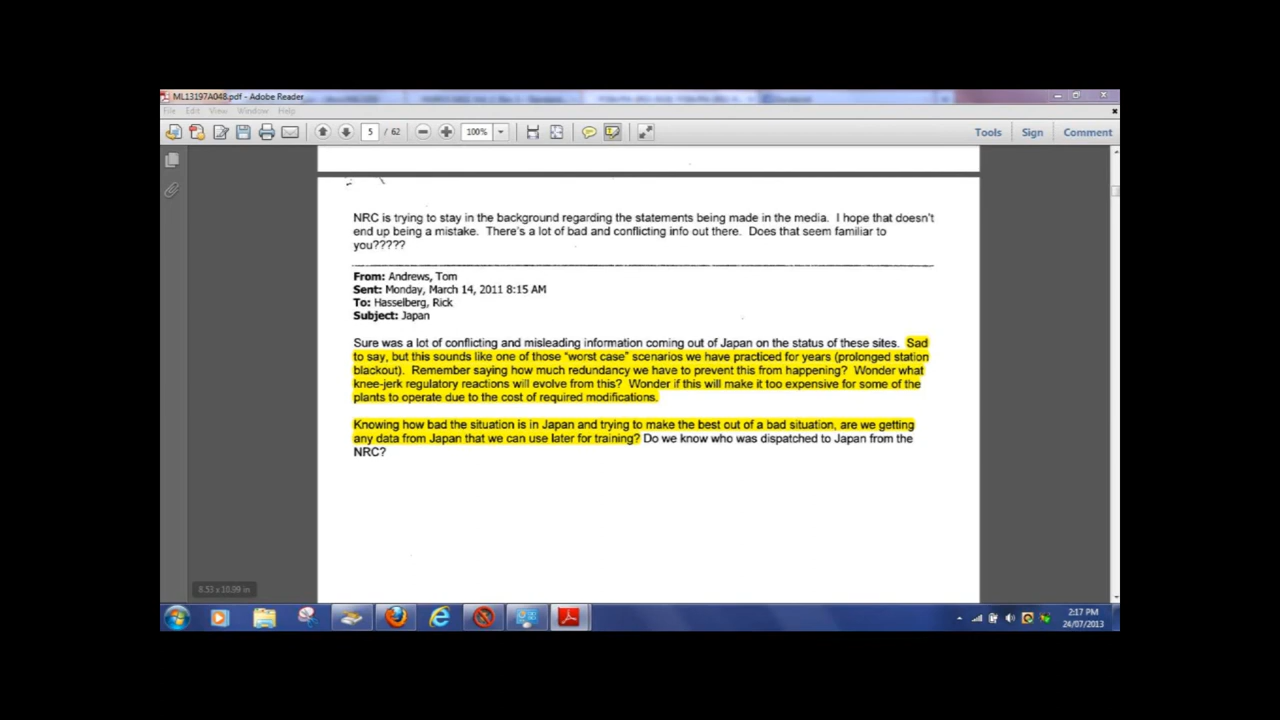 ML13197A048.pdf - Adobe Reader
File Edit View Window Help
5 / 62
100%
Tools Sign Comment
NRC is trying to stay in the background regarding the statements being made in the media. I hope that doesn't
end up being a mistake. There's a lot of bad and conflicting info out there. Does that seem familiar to
you?????
From: Andrews, Tom
Sent: Monday, March 14, 2011 8:15 AM
To: Hasselberg, Rick
Subject: Japan
Sure was a lot of conflicting and misleading information coming out of Japan on the status of these sites. Sad
to say, but this sounds like one of those "worst case" scenarios we have practiced for years (prolonged station
blackout). Remember saying how much redundancy we have to prevent this from happening? Wonder what
knee-jerk regulatory reactions will evolve from this? Wonder if this will make it too expensive for some of the
plants to operate due to the cost of required modifications.
Knowing how bad the situation is in Japan and trying to make the best out of a bad situation, are we getting
any data from Japan that we can use later for training? Do we know who was dispatched to Japan from the
NRC?
8.53 x 10.99 in
2:17 PM
24/07/2013